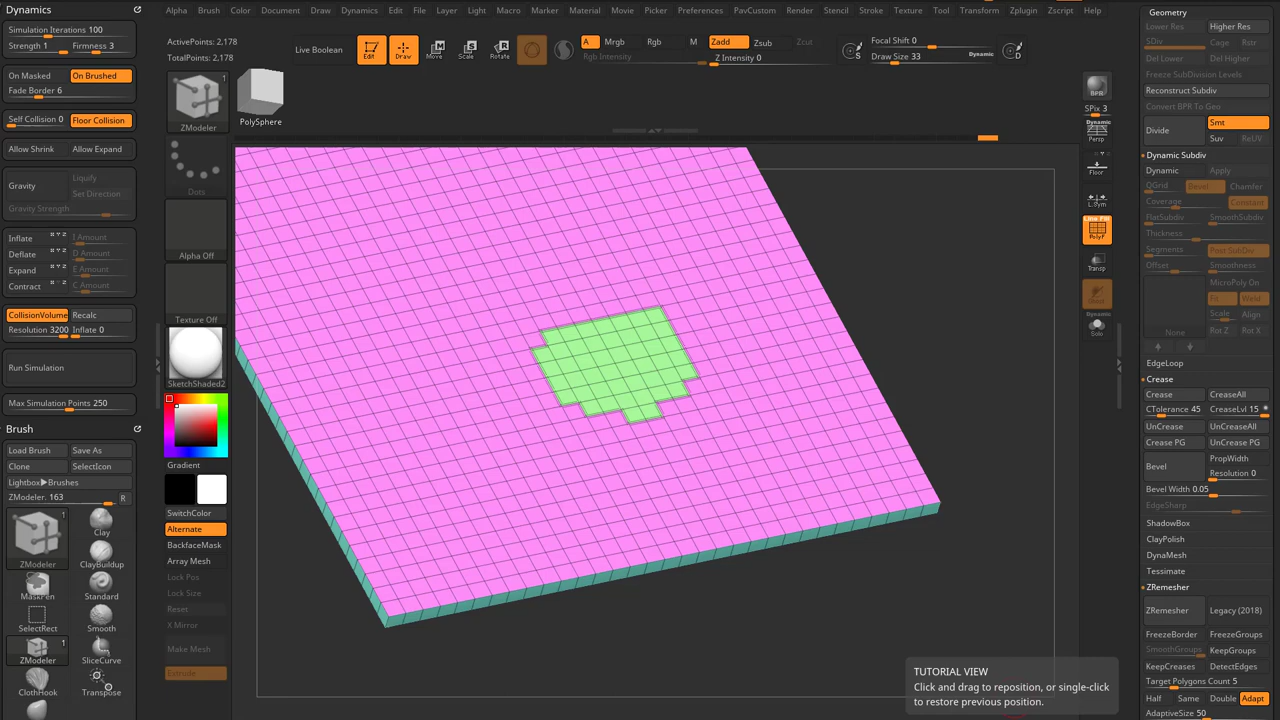 Dynamics
Alpha Brush Color Document Draw Dynamics Edit File Layer Light Macro Marker Material Movie Picker Preferences PavCustom Render Stencil Stroke Texture Tool Transform Zplugin Zscript Help
Simulation Iterations 100
Strength 1 Firmness 3
On Masked On Brushed
Fade Border 6
Self Collision 0 Floor Collision
Allow Shrink Allow Expand
Gravity Liquify
Set Direction
Gravity Strength
Inflate I Amount
Deflate D Amount
Expand E Amount
Contract C Amount
CollisionVolume Recalc
Resolution 3200 Inflate 0
Run Simulation
Max Simulation Points 250
Brush
Load Brush Save As
Clone SelectIcon
Lightbox▶Brushes
ZModeler. 163 R
ZModeler 1 Clay
ClayBuildup
MaskPen Standard
SelectRect Smooth
ZModeler 1 SliceCurve
ClothHook Transpose
ActivePoints: 2,178
TotalPoints: 2,178
Live Boolean
Edit Draw Move Scale Rotate
A Mrgb Rgb M
Rgb Intensity
Zadd Zsub Zcut
Z Intensity 0
S
Focal Shift 0
Draw Size 33 Dynamic
D
1
ZModeler
PolySphere
Dots
Alpha Off
Texture Off
SketchShaded2
Gradient
SwitchColor
Alternate
BackfaceMask
Array Mesh
Lock Pos
Lock Size
Reset
X Mirror
Make Mesh
Extrude
BPR
SPix 3
Dynamic
Persp
Floor
L.Sym
Line Fill
PolyF
Transp
Ghost
Dynamic
Solo
TUTORIAL VIEW
Click and drag to reposition, or single-click
to restore previous position.
Geometry
Lower Res Higher Res
SDiv Cage Rstr
Del Lower Del Higher
Freeze SubDivision Levels
Reconstruct Subdiv
Convert BPR To Geo
Divide Smt
Suv ReUV
Dynamic Subdiv
Dynamic Apply
QGrid Bevel Chamfer
Coverage Constant
FlatSubdiv SmoothSubdiv
Thickness
Segments Post SubDiv
Offset Smoothness
MicroPoly On
Fit Weld
Scale Align
None Rot Z Rot X
EdgeLoop
Crease
Crease CreaseAll
CTolerance 45 CreaseLvl 15
UnCrease UnCreaseAll
Crease PG UnCrease PG
Bevel PropWidth
Resolution 0
Bevel Width 0.05
EdgeSharp
ShadowBox
ClayPolish
DynaMesh
Tessimate
ZRemesher
ZRemesher Legacy (2018)
FreezeBorder FreezeGroups
SmoothGroups KeepGroups
KeepCreases DetectEdges
Target Polygons Count 5
Half Same Double Adapt
AdaptiveSize 50